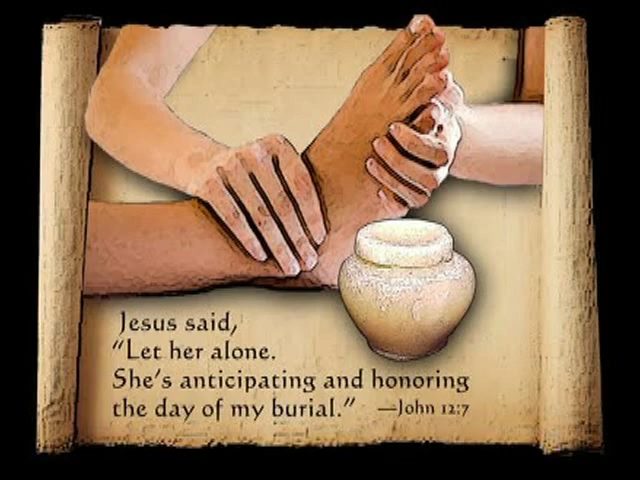 Jesus said,
“Let her alone.
She’s anticipating and honoring
the day of my burial.” —John 12:7